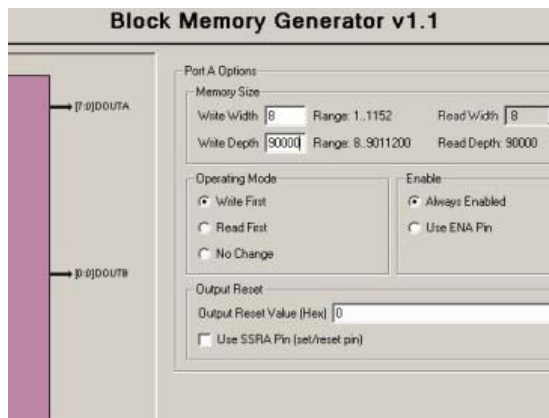 Block Memory Generator v1.1
[7:0]DOUTA
[0:0]DOUTB
Port A Options
Memory Size
Write Width 8 Range: 1..1152 Read Width 8
Write Depth 90000 Range: 8..9011200 Read Depth: 90000
Operating Mode
Write First
Read First
No Change
Enable
Always Enabled
Use ENA Pin
Output Reset
Output Reset Value (Hex) 0
Use SSRA Pin (set/reset pin)